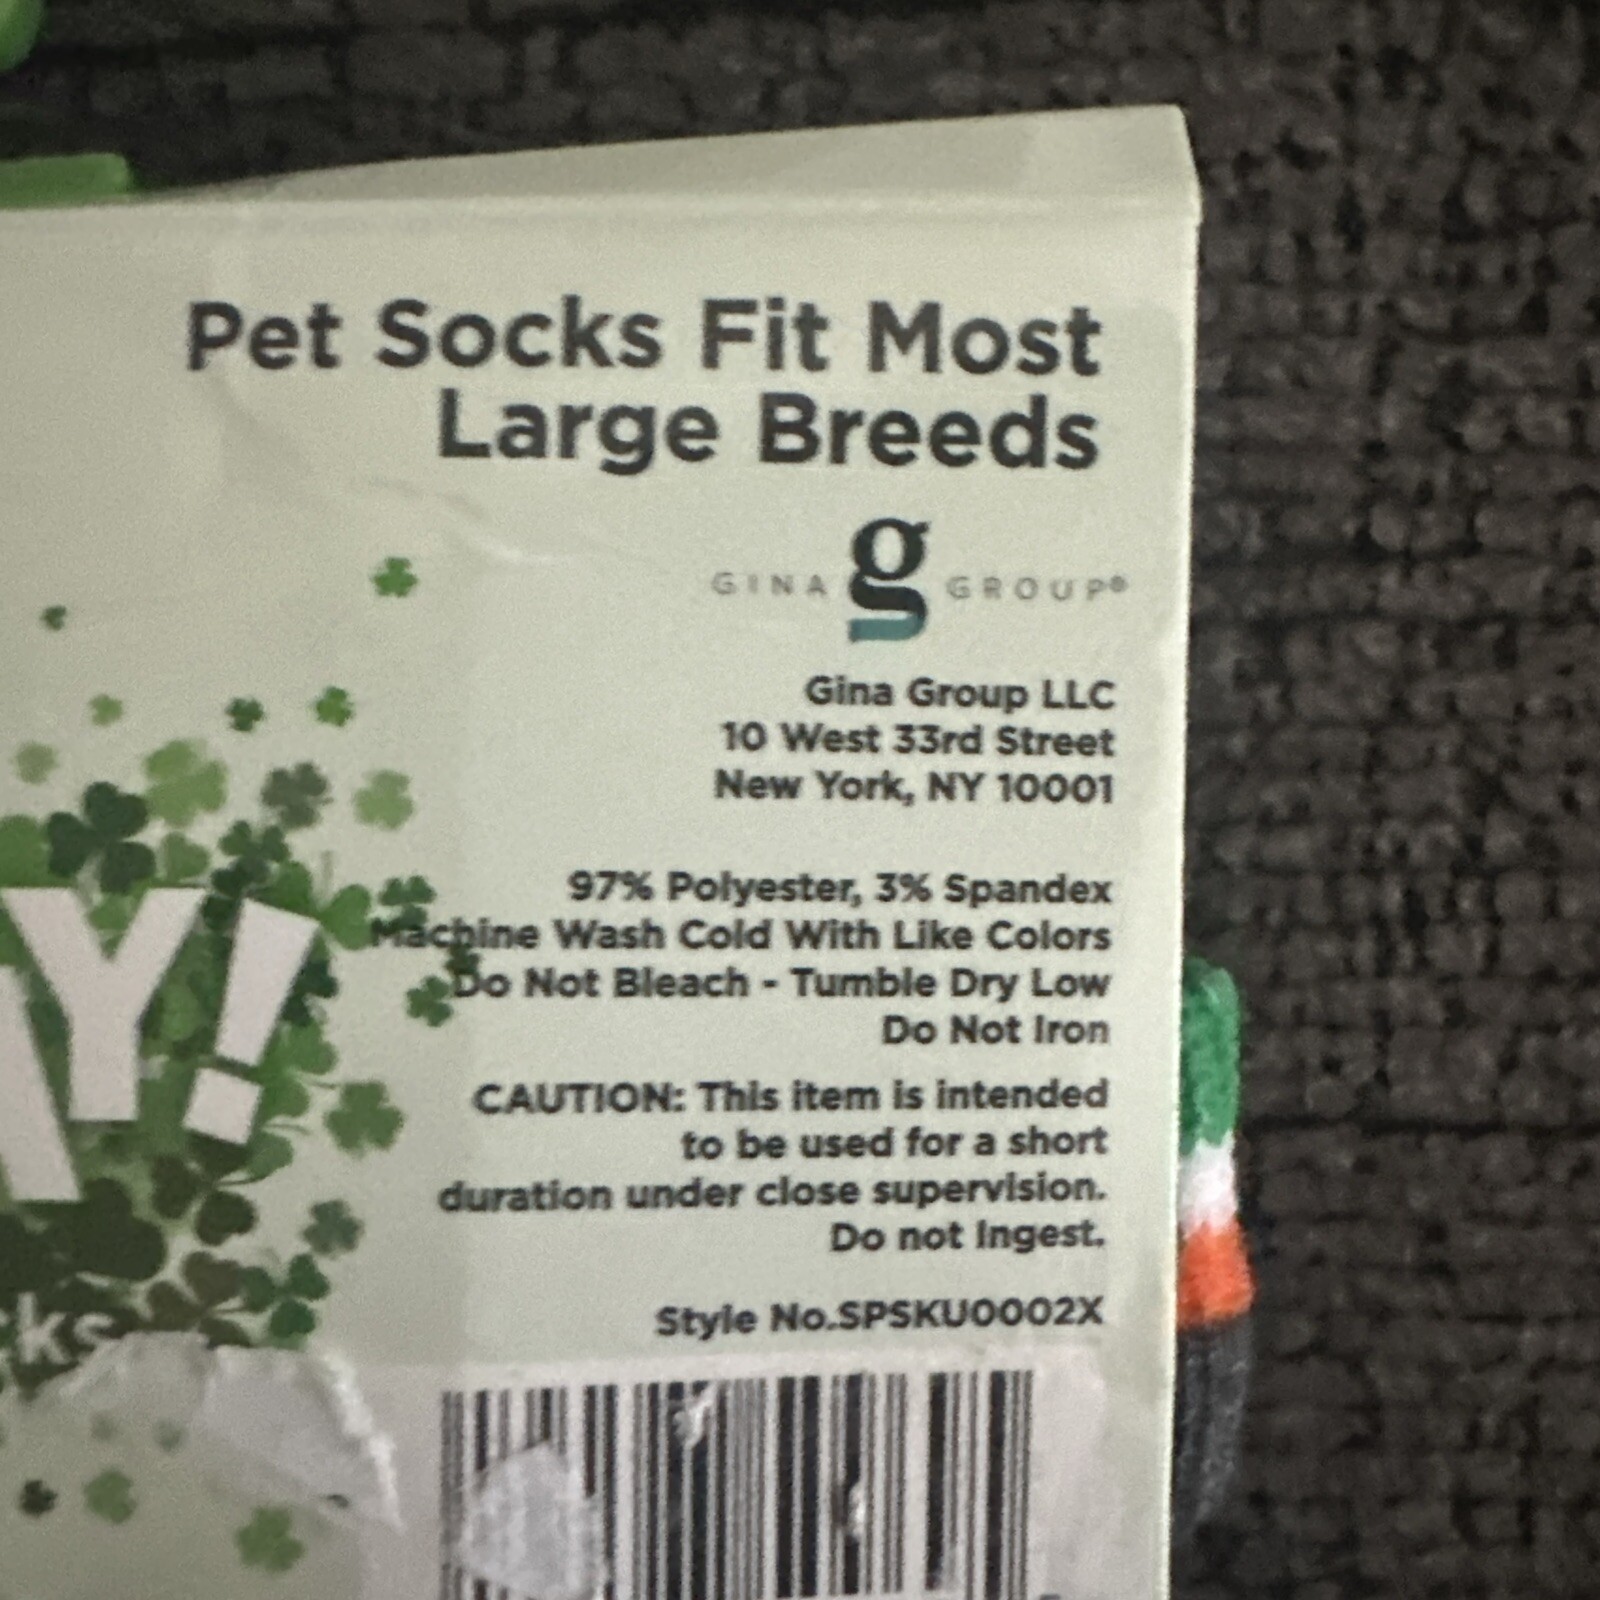 Pet Socks Fit Most
Large Breeds
GINA g GROUP®
Gina Group LLC
10 West 33rd Street
New York, NY 10001
97% Polyester, 3% Spandex
Machine Wash Cold With Like Colors
Do Not Bleach - Tumble Dry Low
Do Not Iron
CAUTION: This item is intended
to be used for a short
duration under close supervision.
Do not Ingest.
Style No.SPSKU0002X
Y!